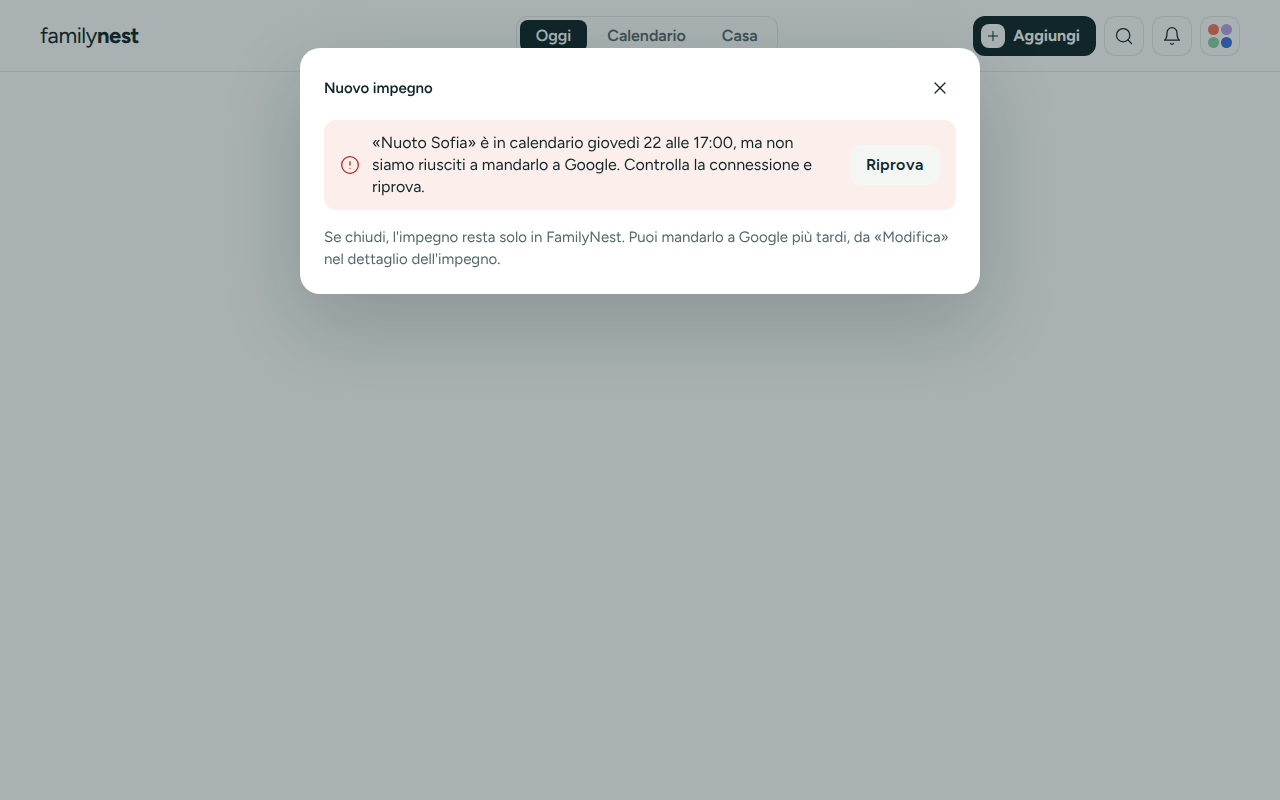 familynest
Oggi
Calendario
Casa
Aggiungi
Nuovo impegno
«Nuoto Sofia» è in calendario giovedì 22 alle 17:00, ma non
siamo riusciti a mandarlo a Google. Controlla la connessione e
riprova.
Riprova
Se chiudi, l'impegno resta solo in FamilyNest. Puoi mandarlo a Google più tardi, da «Modifica»
nel dettaglio dell'impegno.